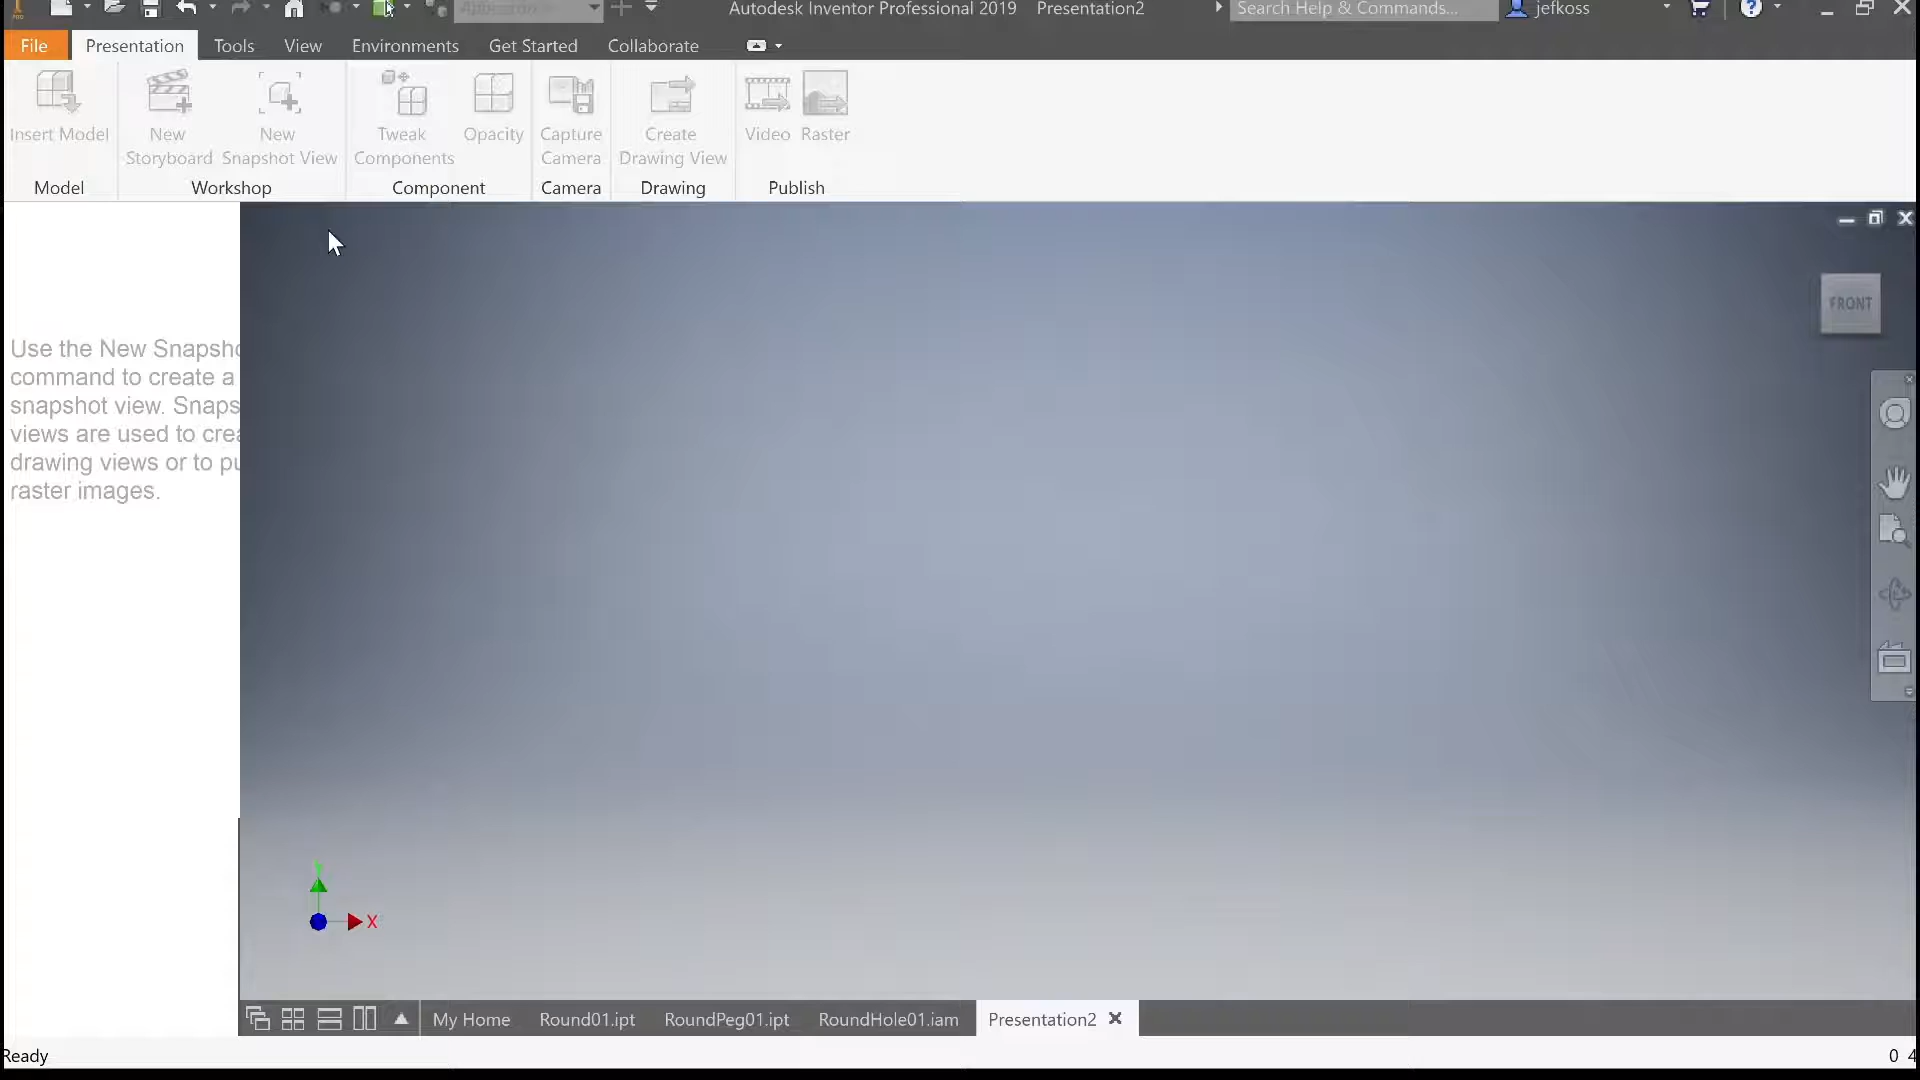 Autodesk Inventor Professional 2019 Presentation2
Search Help & Commands...
jefkoss
File Presentation Tools View Environments Get Started Collaborate
Insert Model
New Storyboard
New Snapshot View
Tweak Components
Opacity
Capture Camera
Create Drawing View
Video
Raster
Model Workshop Component Camera Drawing Publish
FRONT
Use the New Snapsho
command to create a
snapshot view. Snaps
views are used to crea
drawing views or to pu
raster images.
X
My Home Round01.ipt RoundPeg01.ipt RoundHole01.iam Presentation2
Ready
0 4